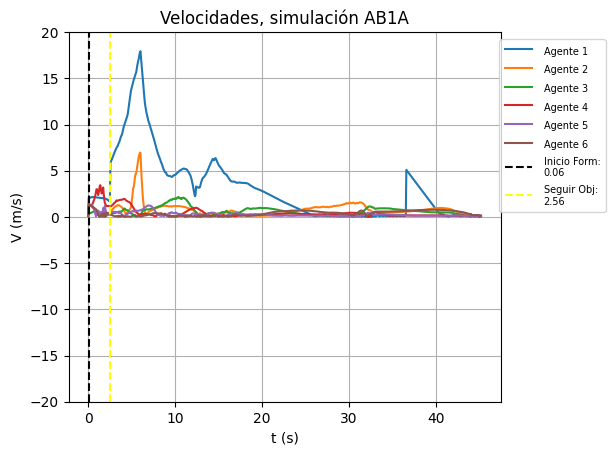 Velocidades, simulación AB1A
V (m/s)
20
15
10
5
0
−5
−10
−15
−20
0
10
20
30
40
t (s)
Agente 1
Agente 2
Agente 3
Agente 4
Agente 5
Agente 6
Inicio Form:
0.06
Seguir Obj:
2.56